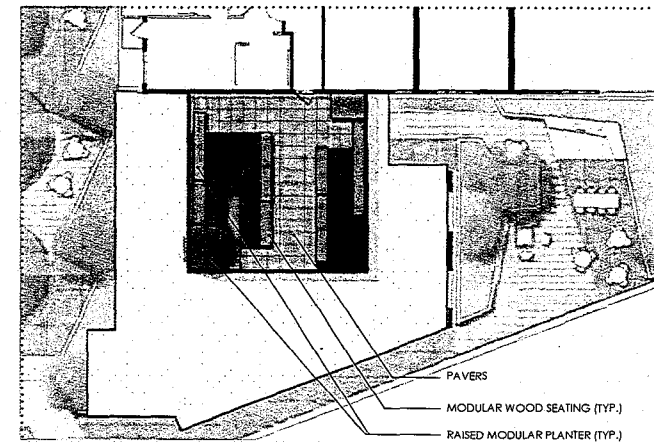 PAVERS
MODULAR WOOD SEATING (TYP.)
RAISED MODULAR PLANTER (TYP.)